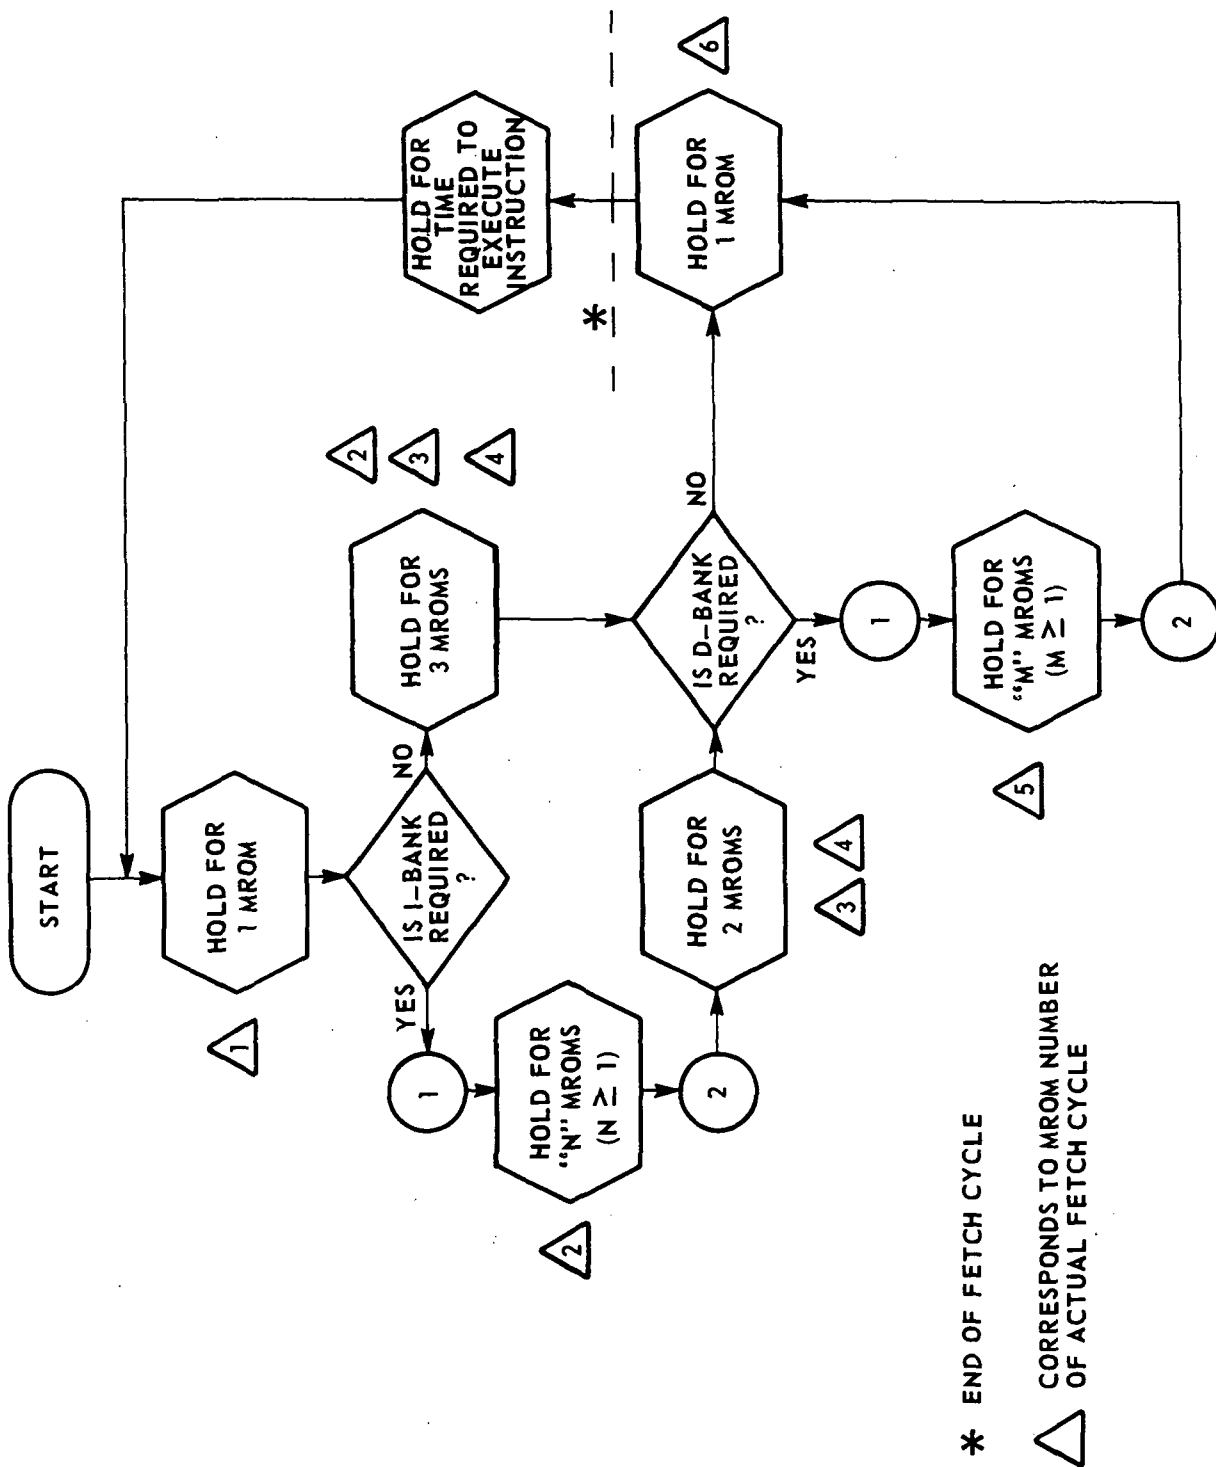 START
HOLD FOR
1 MROM
1
IS I–BANK
REQUIRED
?
YES
NO
1
HOLD FOR
“N” MROMS
(N ≥ 1)
2
2
HOLD FOR
2 MROMS
3
4
HOLD FOR
3 MROMS
2
3
4
IS D–BANK
REQUIRED
?
YES
NO
1
HOLD FOR
“M” MROMS
(M ≥ 1)
5
2
HOLD FOR
1 MROM
6
*
HOLD FOR
TIME
REQUIRED TO
EXECUTE
INSTRUCTION
* END OF FETCH CYCLE
CORRESPONDS TO MROM NUMBER
OF ACTUAL FETCH CYCLE